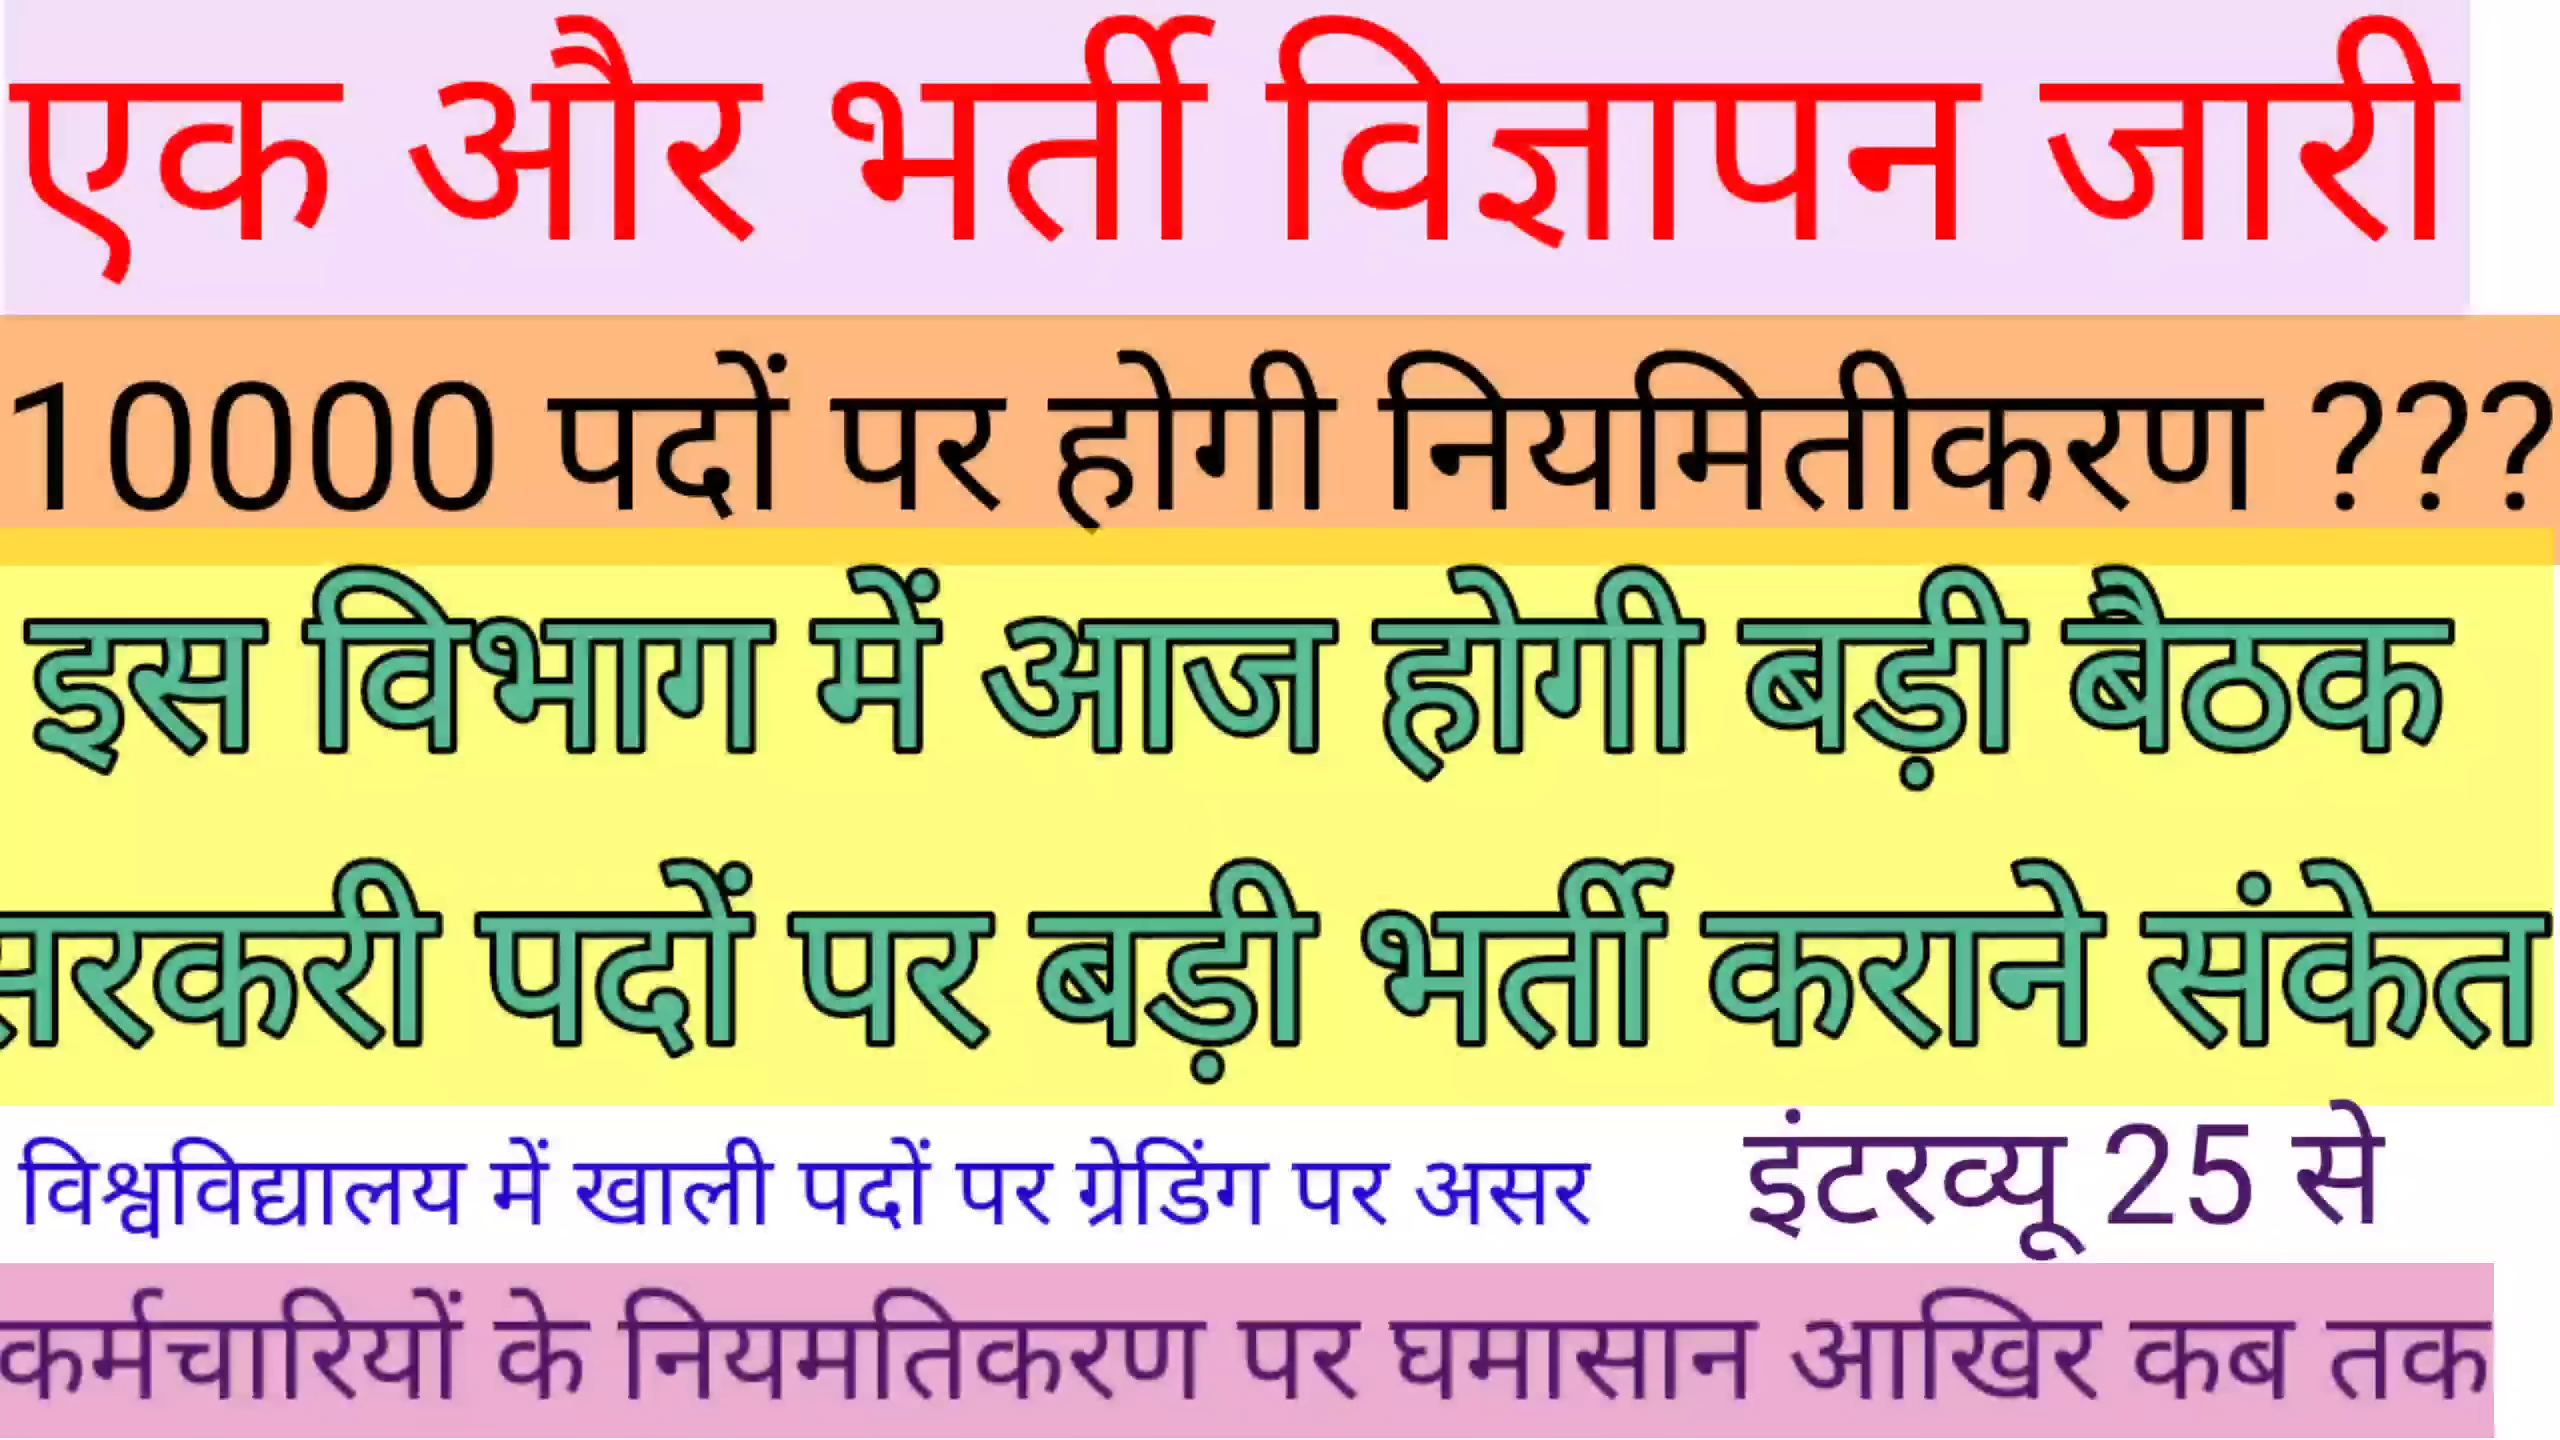 एक और भर्ती विज्ञापन जारी
10000 पदों पर होगी नियमितीकरण ???
इस विभाग में आज होगी बड़ी बैठक
सरकरी पदों पर बड़ी भर्ती कराने संकेत
विश्वविद्यालय में खाली पदों पर ग्रेडिंग पर असर
इंटरव्यू 25 से
कर्मचारियों के नियमतिकरण पर घमासान आखिर कब तक